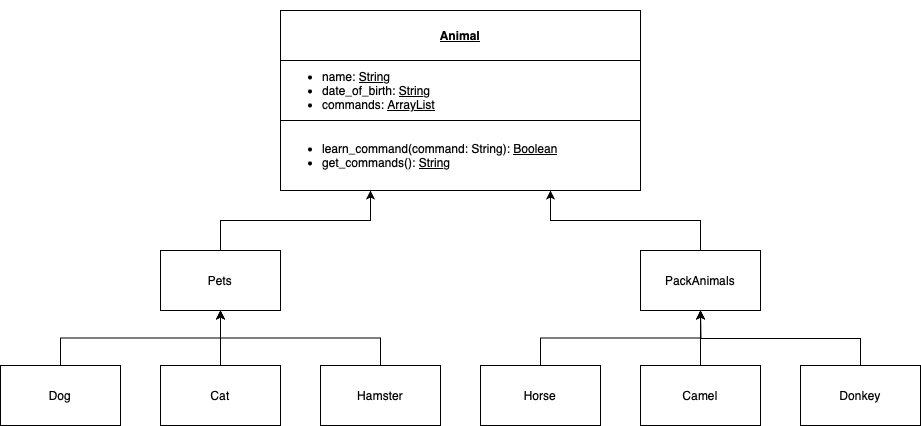 Animal
• name: String
• date_of_birth: String
• commands: ArrayList
• learn_command(command: String): Boolean
• get_commands(): String
Pets
PackAnimals
Dog
Cat
Hamster
Horse
Camel
Donkey